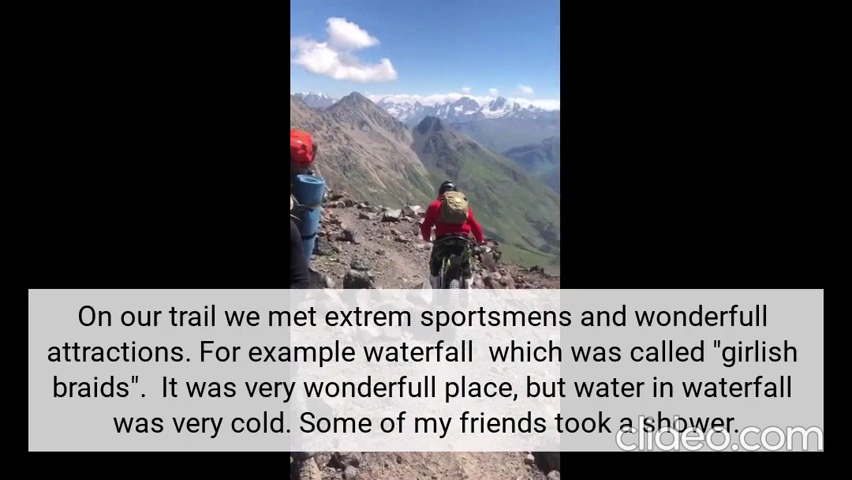 On our trail we met extrem sportsmens and wonderfull
attractions. For example waterfall  which was called "girlish
braids".  It was very wonderfull place, but water in waterfall
was very cold. Some of my friends took a shower.
clideo.com